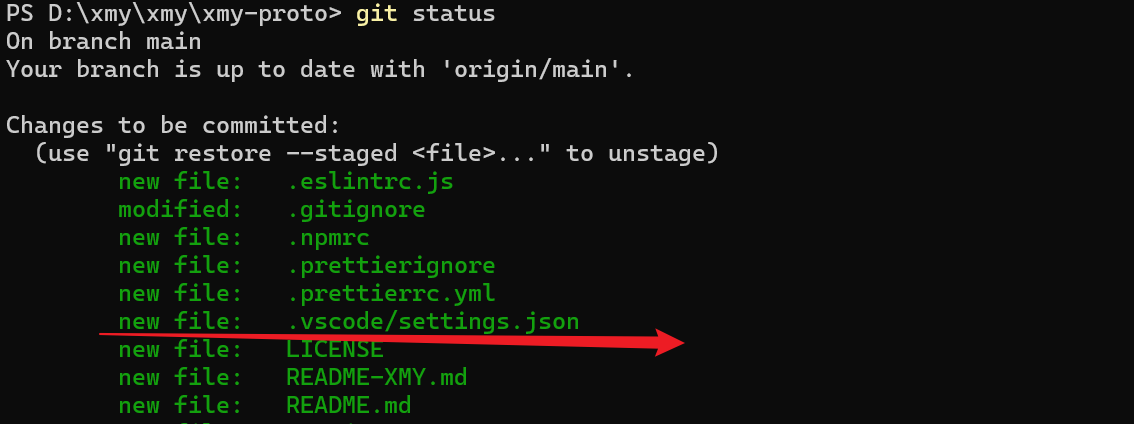 PS D:\xmy\xmy\xmy-proto> git status
On branch main
Your branch is up to date with 'origin/main'.
Changes to be committed:
(use "git restore --staged <file>..." to unstage)
new file: .eslintrc.js
modified: .gitignore
new file: .npmrc
new file: .prettierignore
new file: .prettierrc.yml
new file: .vscode/settings.json
new file: LICENSE
new file: README-XMY.md
new file: README.md